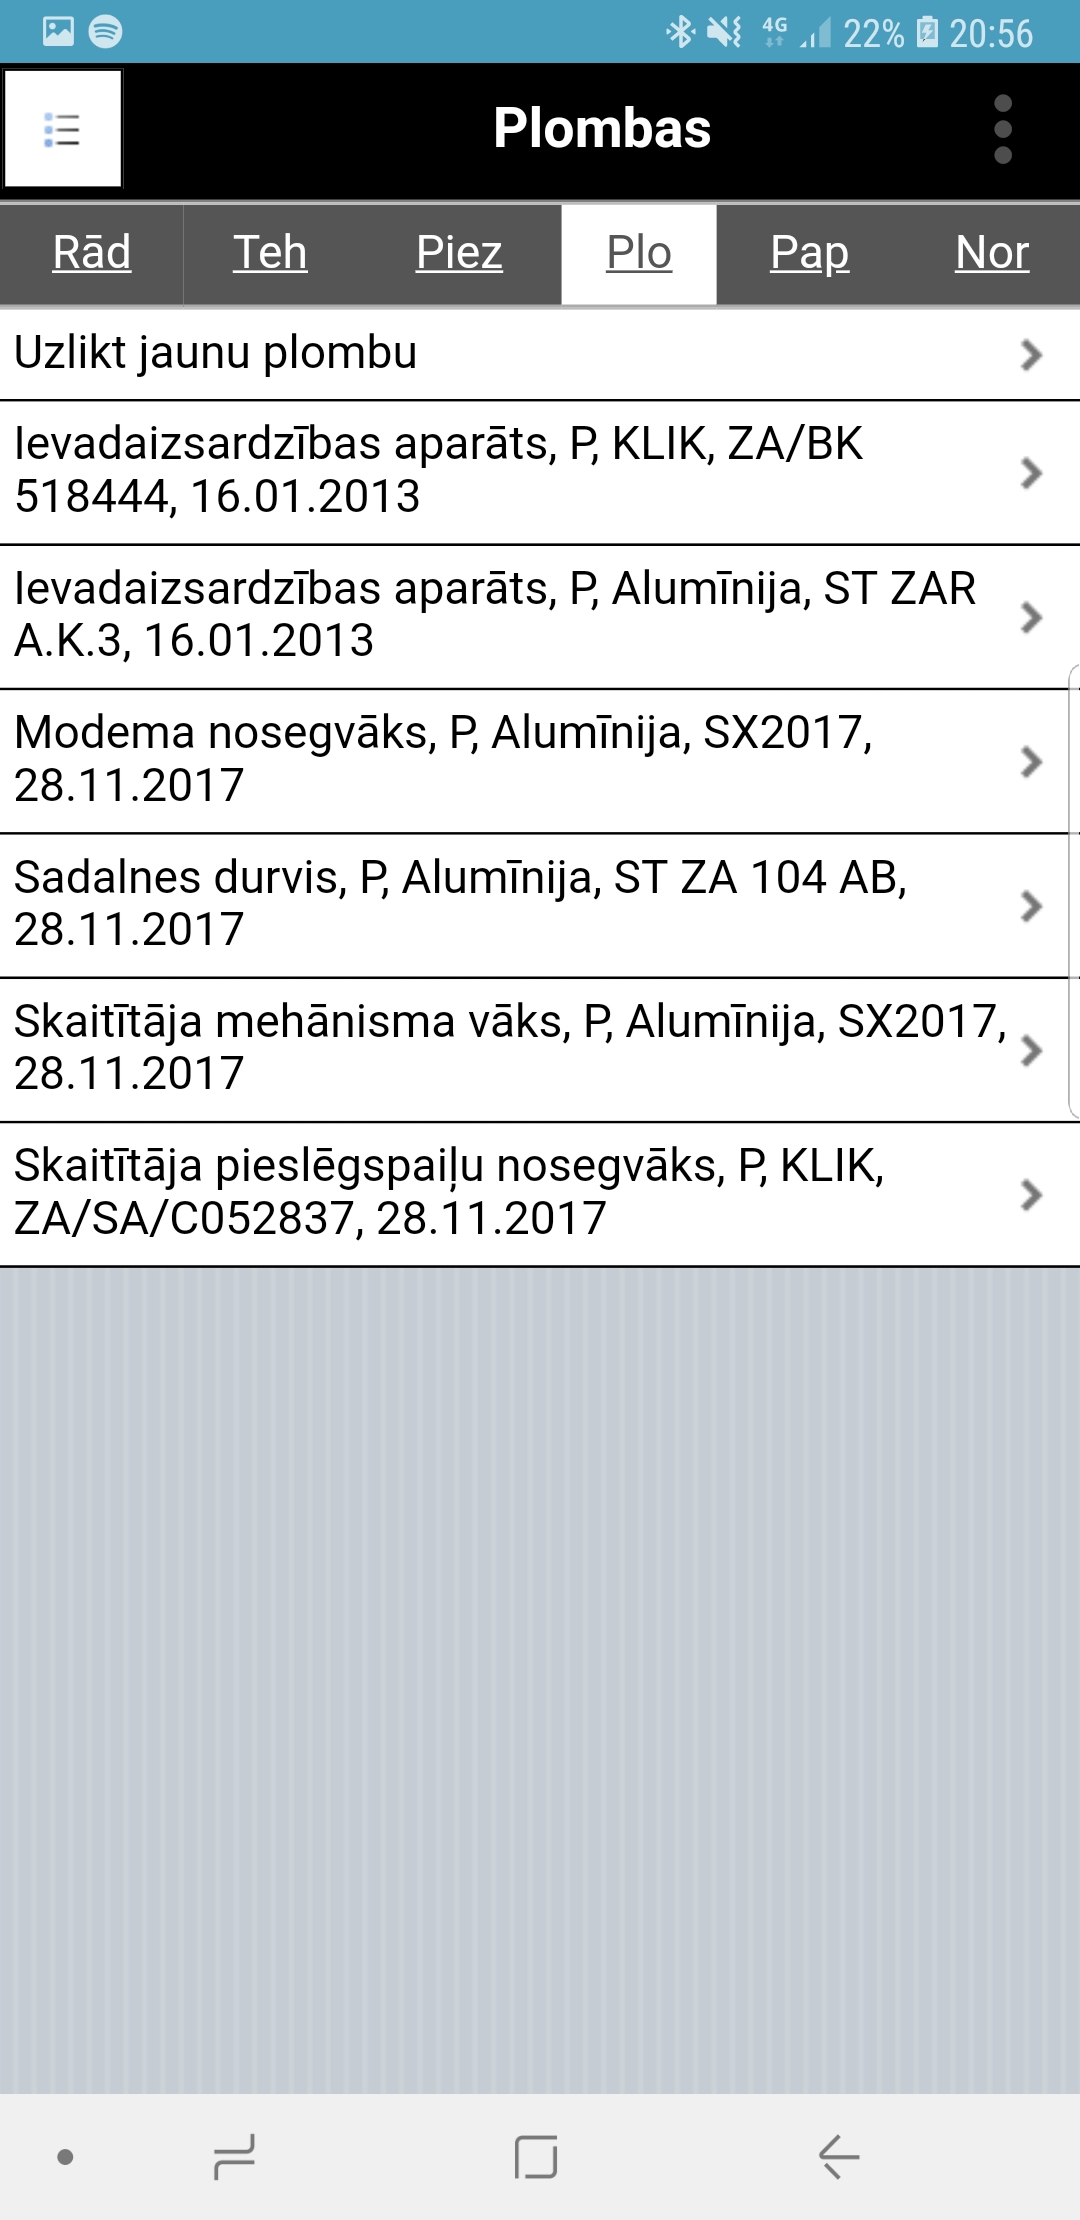 4G 22% 20:56
Plombas
Rād Teh Piez Plo Pap Nor
Uzlikt jaunu plombu
Ievadaizsardzības aparāts, P, KLIK, ZA/BK
518444, 16.01.2013
Ievadaizsardzības aparāts, P, Alumīnija, ST ZAR
A.K.3, 16.01.2013
Modema nosegvāks, P, Alumīnija, SX2017,
28.11.2017
Sadalnes durvis, P, Alumīnija, ST ZA 104 AB,
28.11.2017
Skaitītāja mehānisma vāks, P, Alumīnija, SX2017,
28.11.2017
Skaitītāja pieslēgspaiļu nosegvāks, P, KLIK,
ZA/SA/C052837, 28.11.2017